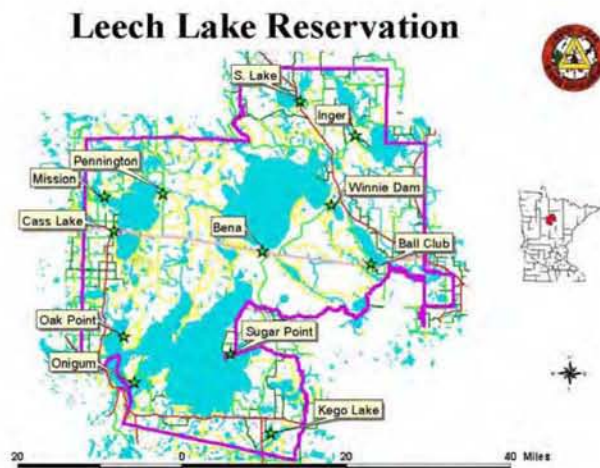 Leech Lake Reservation
S. Lake
Inger
Pennington
Mission
Winnie Dam
Cass Lake
Bena
Ball Club
Oak Point
Sugar Point
Onigum
Kego Lake
20 0 20 40 Miles